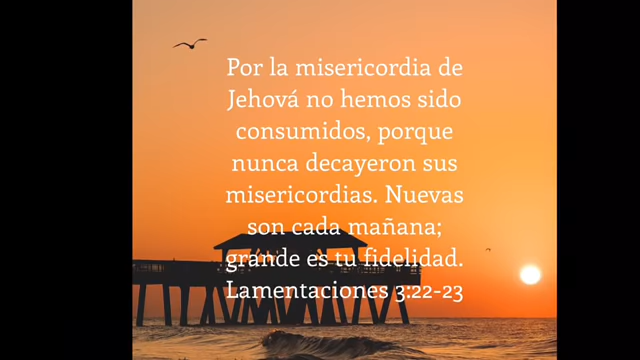 Por la misericordia de
Jehová no hemos sido
consumidos, porque
nunca decayeron sus
misericordias. Nuevas
son cada mañana;
grande es tu fidelidad.
Lamentaciones 3:22-23